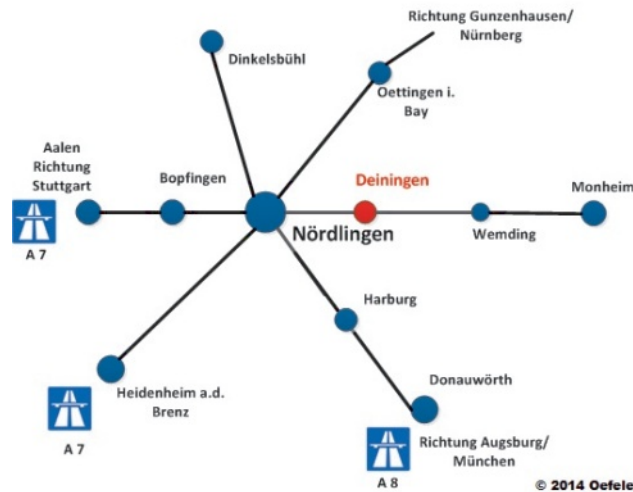 Richtung Gunzenhausen/
Nürnberg
Dinkelsbühl
Oettingen i.
Bay
Aalen
Richtung
Stuttgart
Bopfingen
Deiningen
Monheim
A 7
Nördlingen
Wemding
Harburg
Heidenheim a.d.
Brenz
A 7
Donauwörth
Richtung Augsburg/
München
A 8
© 2014 Oefele